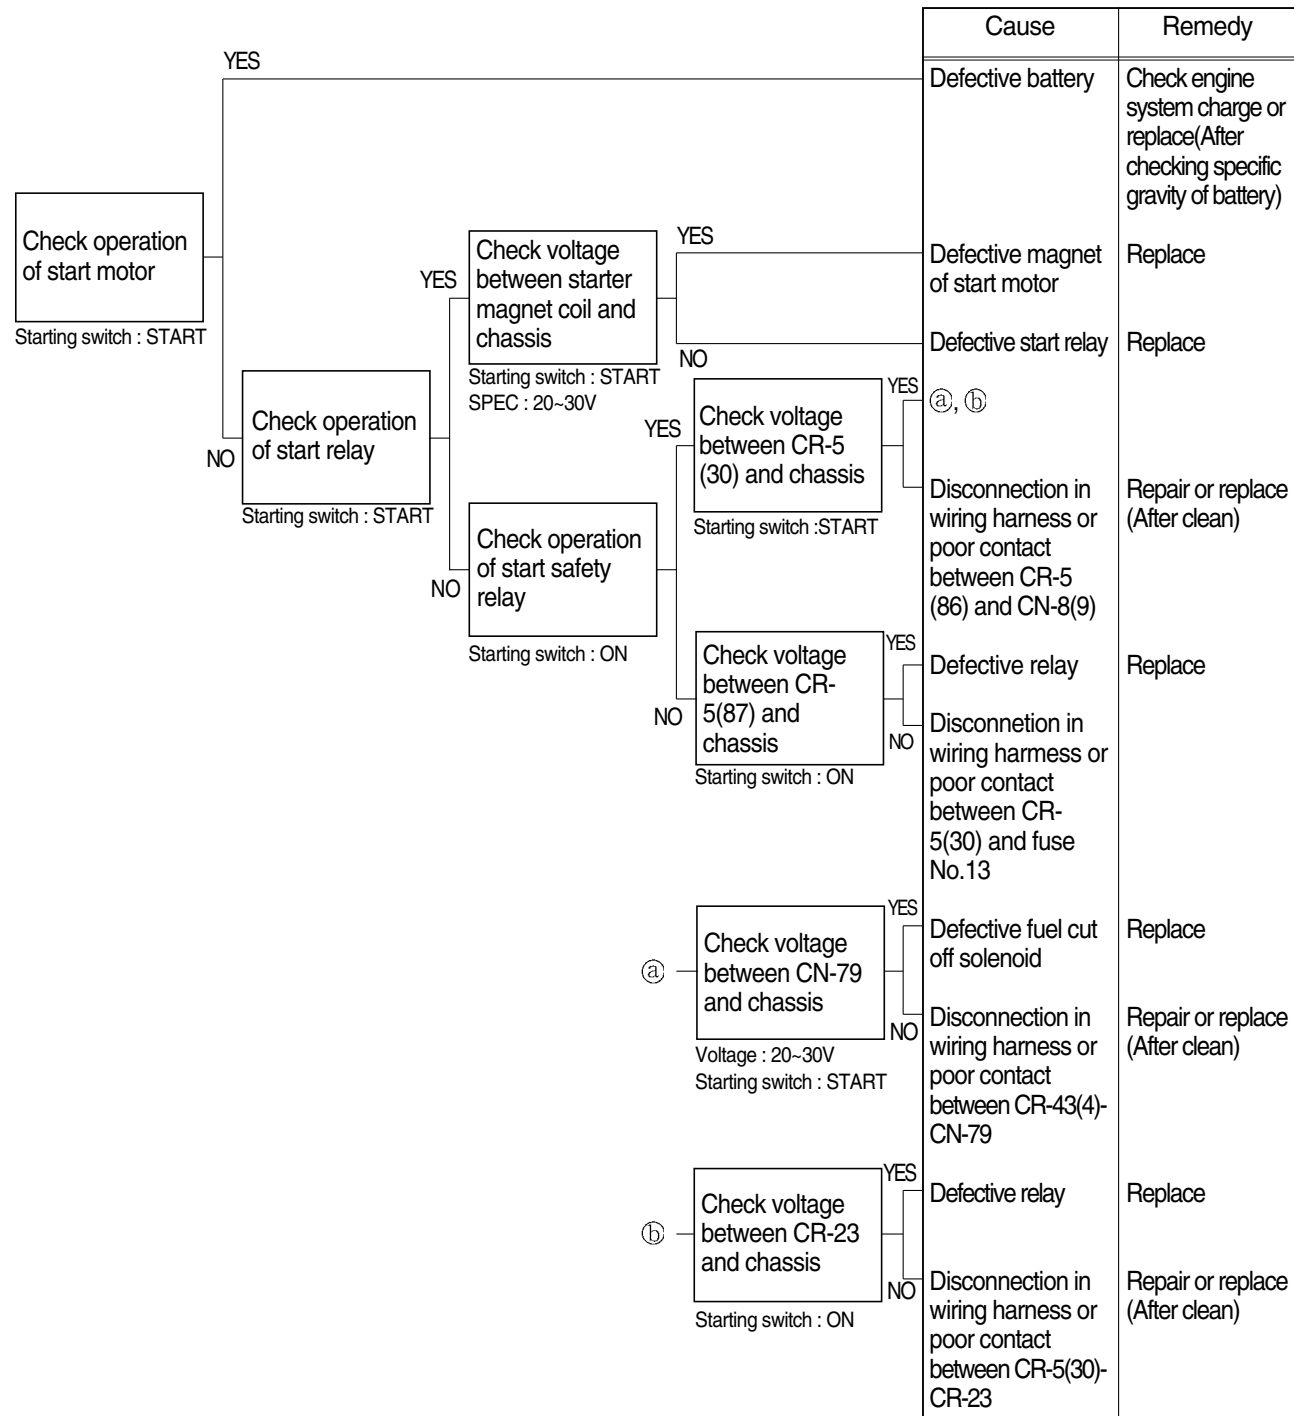 Cause
Remedy
YES
Defective battery
Check engine
system charge or
replace(After
checking specific
gravity of battery)
Check operation
of start motor
Starting switch : START
YES
Check voltage
between starter
magnet coil and
chassis
Starting switch : START
SPEC : 20~30V
YES
Defective magnet
of start motor
Replace
NO
Defective start relay
Replace
NO
Check operation
of start relay
Starting switch : START
YES
Check voltage
between CR-5
(30) and chassis
Starting switch :START
YES
ⓐ, ⓑ
Disconnection in
wiring harness or
poor contact
between CR-5
(86) and CN-8(9)
Repair or replace
(After clean)
NO
Check operation
of start safety
relay
Starting switch : ON
NO
Check voltage
between CR-
5(87) and
chassis
Starting switch : ON
YES
Defective relay
Replace
NO
Disconnetion in
wiring harmess or
poor contact
between CR-
5(30) and fuse
No.13
ⓐ
Check voltage
between CN-79
and chassis
Voltage : 20~30V
Starting switch : START
YES
Defective fuel cut
off solenoid
Replace
NO
Disconnection in
wiring harness or
poor contact
between CR-43(4)-
CN-79
Repair or replace
(After clean)
ⓑ
Check voltage
between CR-23
and chassis
Starting switch : ON
YES
Defective relay
Replace
NO
Disconnection in
wiring harness or
poor contact
between CR-5(30)-
CR-23
Repair or replace
(After clean)